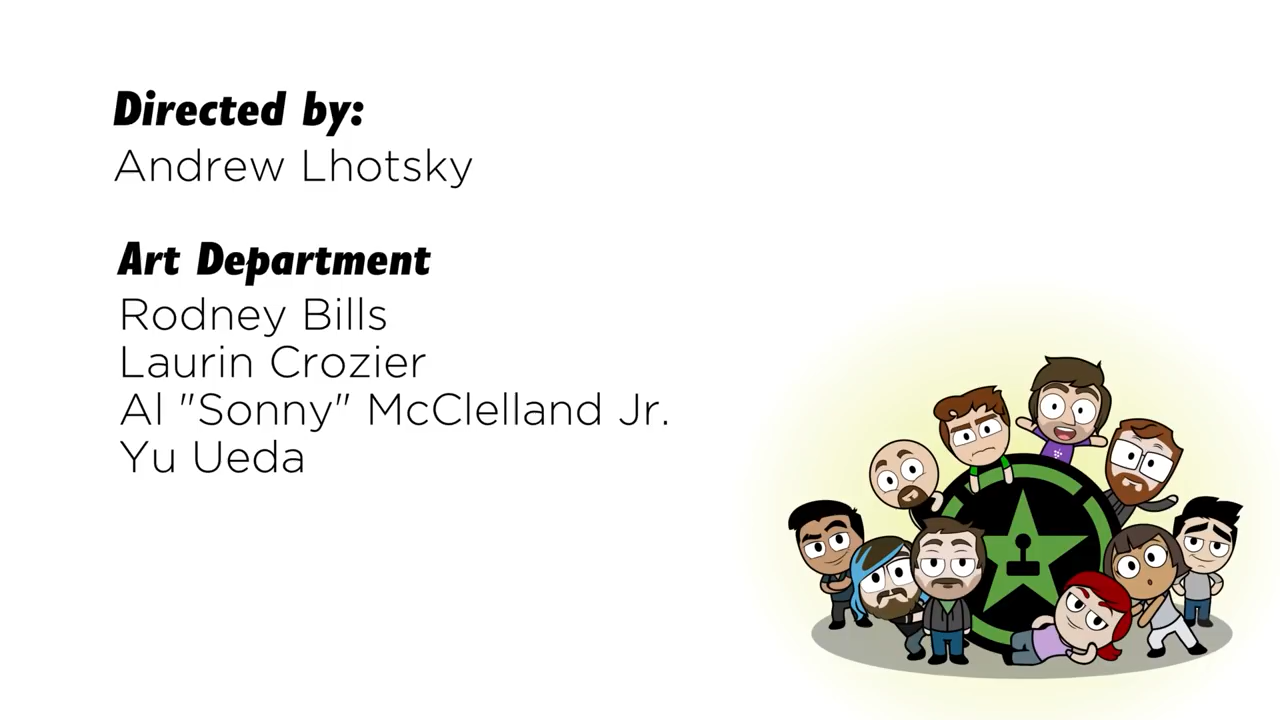 Directed by:
Andrew Lhotsky
Art Department
Rodney Bills
Laurin Crozier
Al "Sonny" McClelland Jr.
Yu Ueda